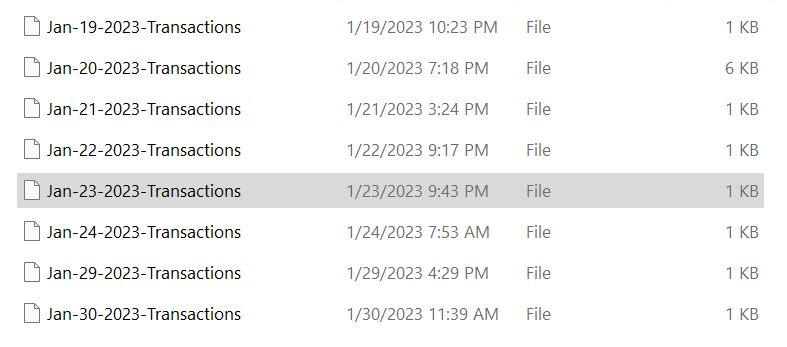 Jan-19-2023-Transactions 1/19/2023 10:23 PM File 1 KB
Jan-20-2023-Transactions 1/20/2023 7:18 PM File 6 KB
Jan-21-2023-Transactions 1/21/2023 3:24 PM File 1 KB
Jan-22-2023-Transactions 1/22/2023 9:17 PM File 1 KB
Jan-23-2023-Transactions 1/23/2023 9:43 PM File 1 KB
Jan-24-2023-Transactions 1/24/2023 7:53 AM File 1 KB
Jan-29-2023-Transactions 1/29/2023 4:29 PM File 1 KB
Jan-30-2023-Transactions 1/30/2023 11:39 AM File 1 KB